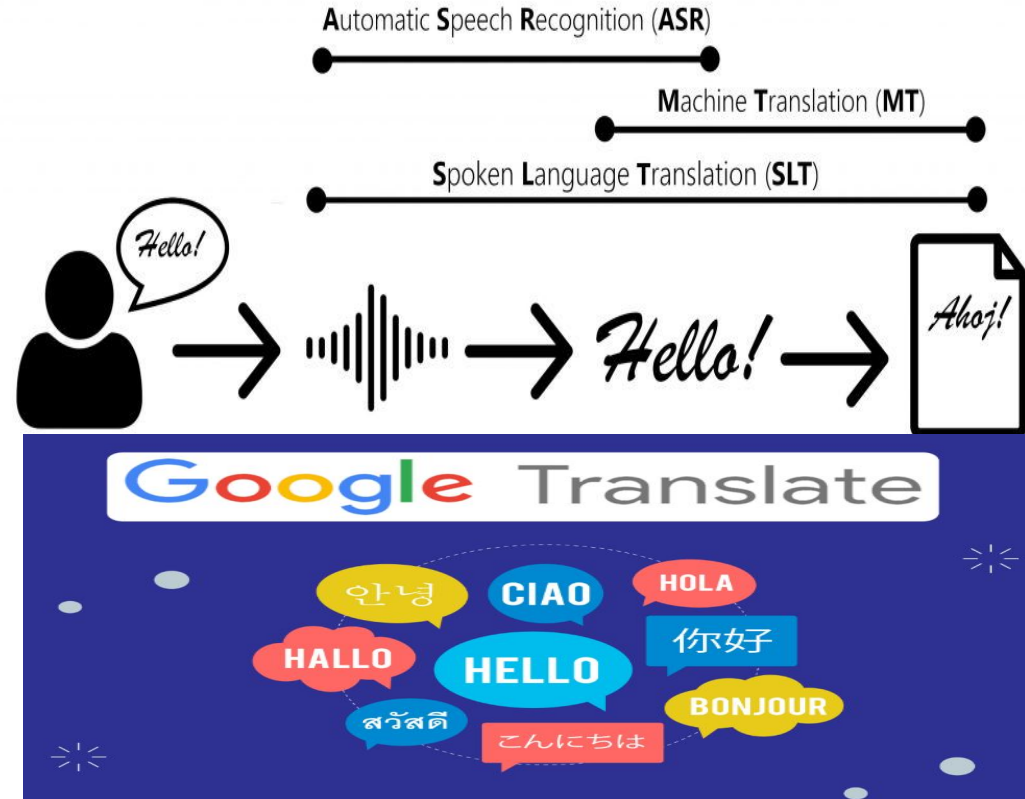 Automatic Speech Recognition (ASR)
Machine Translation (MT)
Spoken Language Translation (SLT)
Hello!
Hello!
Ahoj!
Google Translate
안녕
CIAO
HOLA
HALLO
HELLO
你好
สวัสดี
こんにちは
BONJOUR